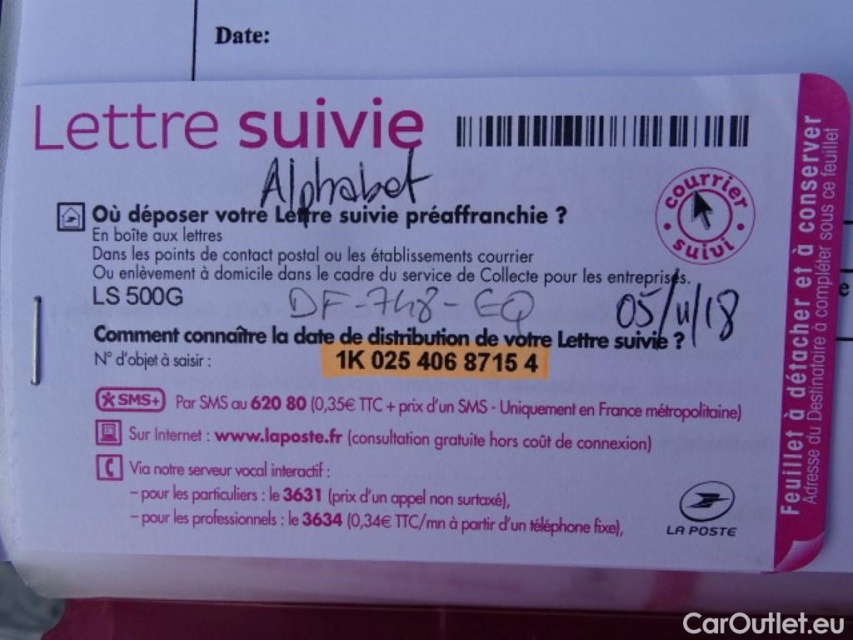 Date:
Lettre suivie
Alphabet
courrier suivi
Où déposer votre Lettre suivie préaffranchie ?
En boîte aux lettres
Dans les points de contact postal ou les établissements courrier
Ou enlèvement à domicile dans le cadre du service de Collecte pour les entreprises.
LS 500G
DF-748-EQ
05/11/18
Comment connaître la date de distribution de votre Lettre suivie ?
N° d'objet à saisir :
1K 025 406 8715 4
SMS+ Par SMS au 620 80 (0,35€ TTC + prix d'un SMS - Uniquement en France métropolitaine)
Sur Internet : www.laposte.fr (consultation gratuite hors coût de connexion)
Via notre serveur vocal interactif :
– pour les particuliers : le 3631 (prix d'un appel non surtaxé),
– pour les professionnels : le 3634 (0,34€ TTC/mn à partir d'un téléphone fixe),
LA POSTE
Feuillet à détacher et à conserver
Adresse du Destinataire à compléter sous ce feuillet
CarOutlet.eu